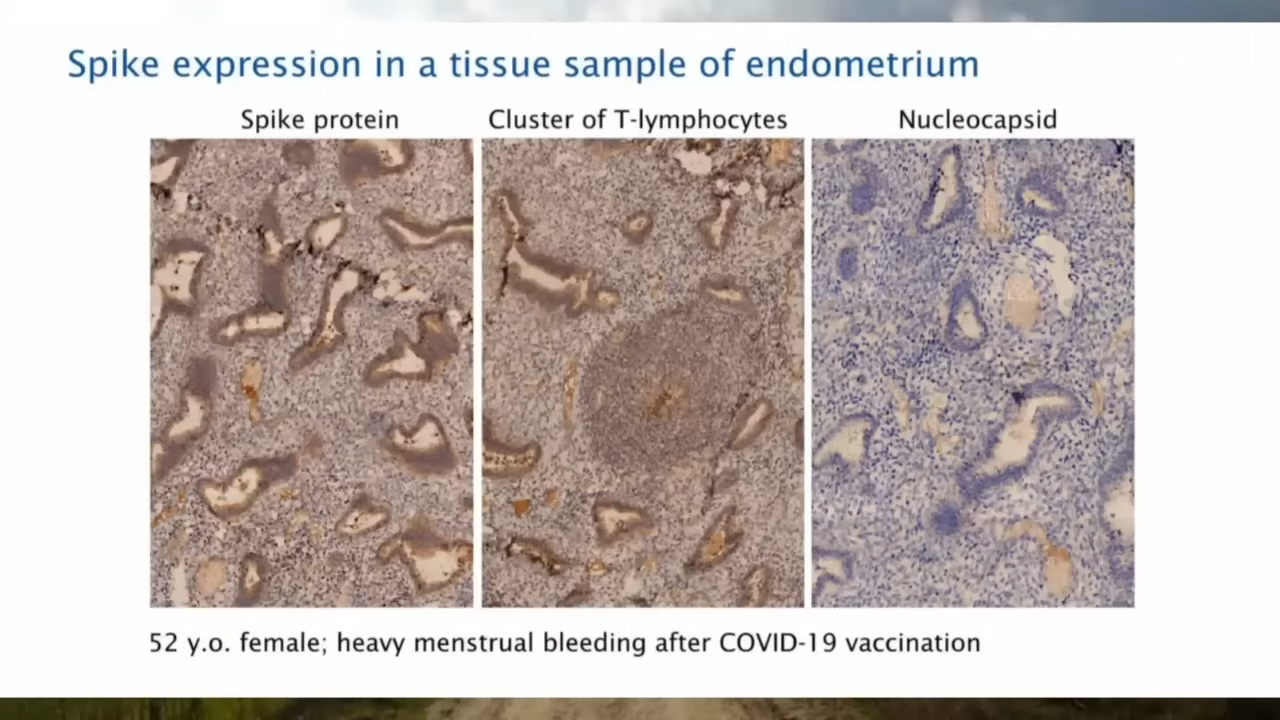 Spike expression in a tissue sample of endometrium
Spike protein
Cluster of T-lymphocytes
Nucleocapsid
52 y.o. female; heavy menstrual bleeding after COVID-19 vaccination